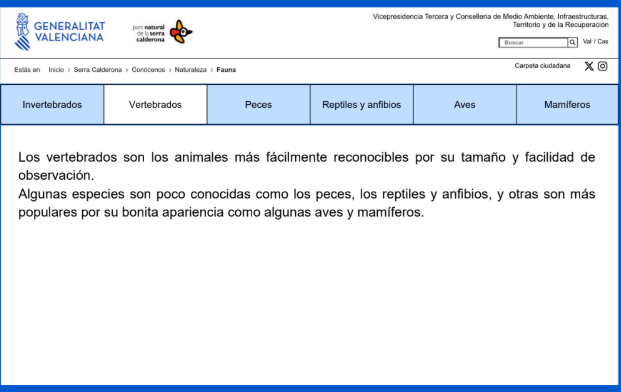 GENERALITAT
VALENCIANA
parc natural
de la serra
calderona
Vicepresidencia Tercera y Conselleria de Medio Ambiente, Infraestructuras,
Territorio y de la Recuperación
Buscar
Val / Cas
Estás en Inicio > Serra Calderona > Conócenos > Naturaleza > Fauna
Carpeta ciudadana
Invertebrados Vertebrados Peces Reptiles y anfibios Aves Mamíferos
Los vertebrados son los animales más fácilmente reconocibles por su tamaño y facilidad de
observación.
Algunas especies son poco conocidas como los peces, los reptiles y anfibios, y otras son más
populares por su bonita apariencia como algunas aves y mamíferos.